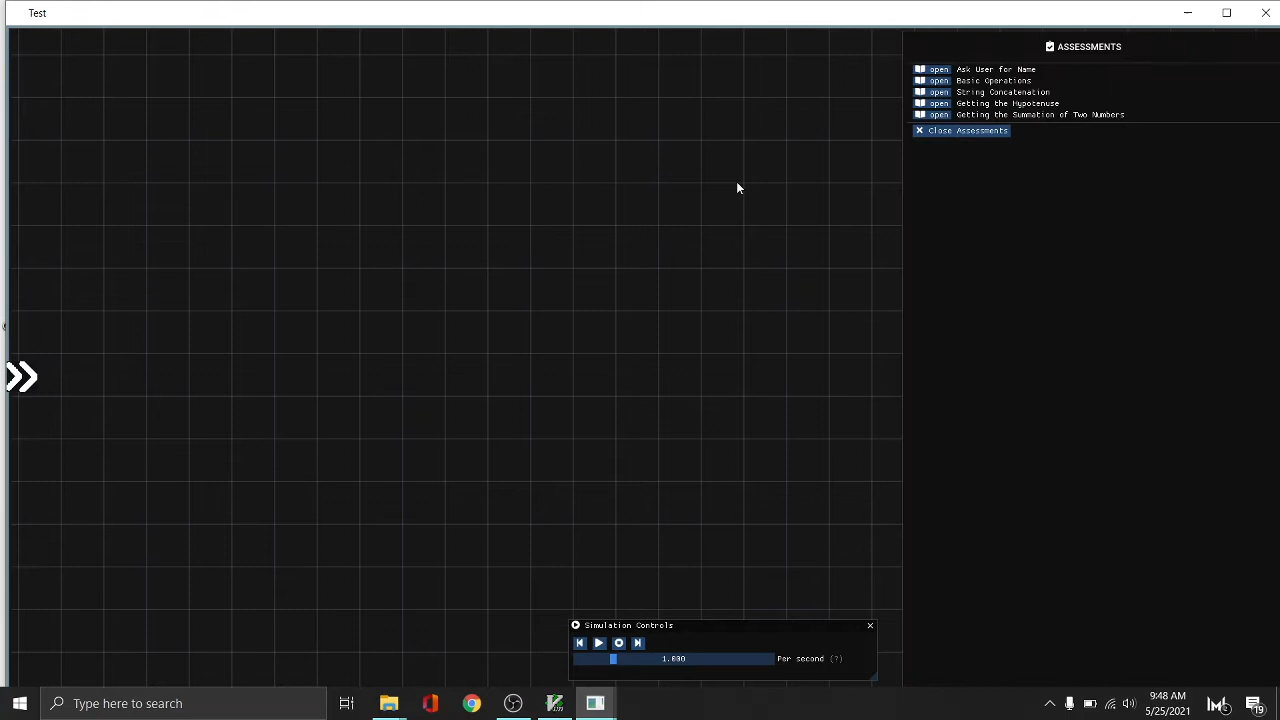 Test
ASSESSMENTS
open Ask User for Name
open Basic Operations
open String Concatenation
open Getting the Hypotenuse
open Getting the Summation of Two Numbers
Close Assessments
Simulation Controls
1.000 Per second (?)
Type here to search
9:48 AM
5/25/2021
19